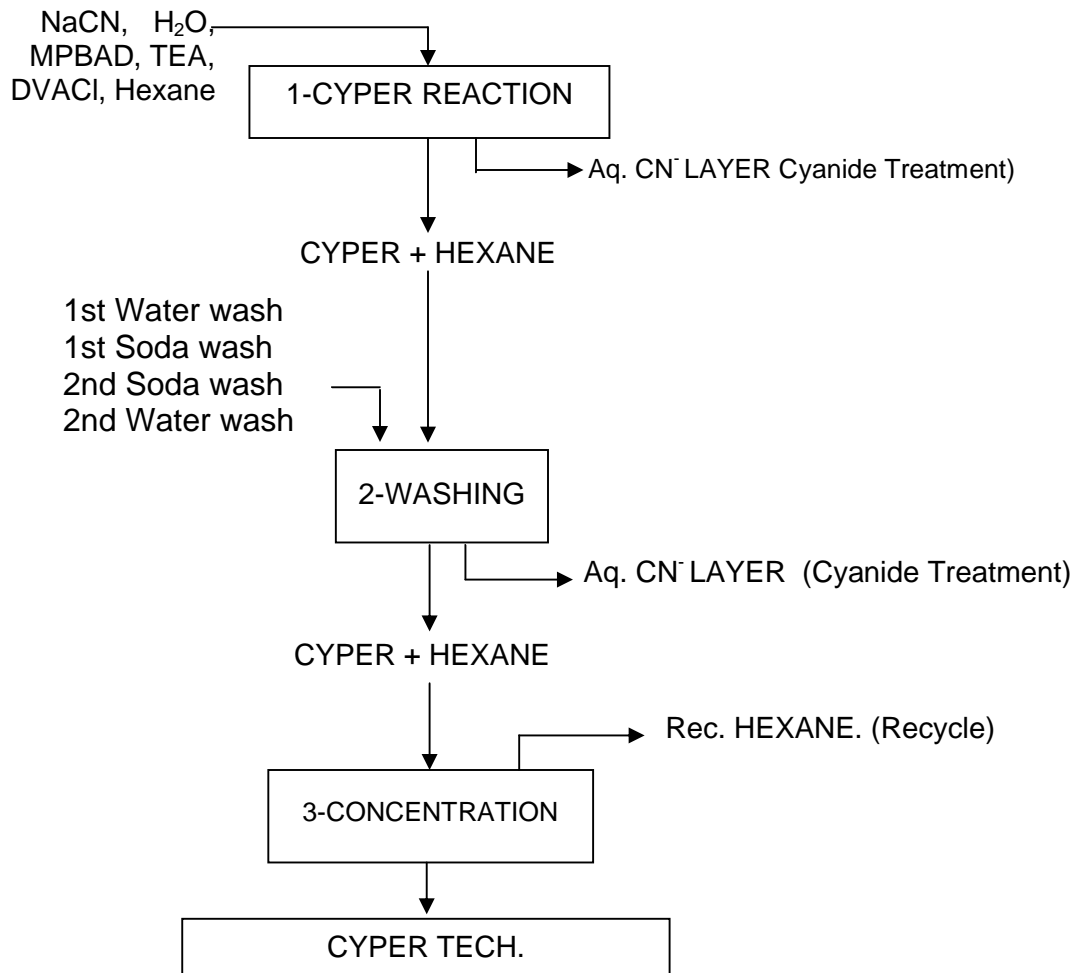 NaCN, H₂O,
MPBAD, TEA,
DVACl, Hexane
1-CYPER REACTION
Aq. CN⁻ LAYER Cyanide Treatment)
CYPER + HEXANE
1st Water wash
1st Soda wash
2nd Soda wash
2nd Water wash
2-WASHING
Aq. CN⁻ LAYER (Cyanide Treatment)
CYPER + HEXANE
Rec. HEXANE. (Recycle)
3-CONCENTRATION
CYPER TECH.